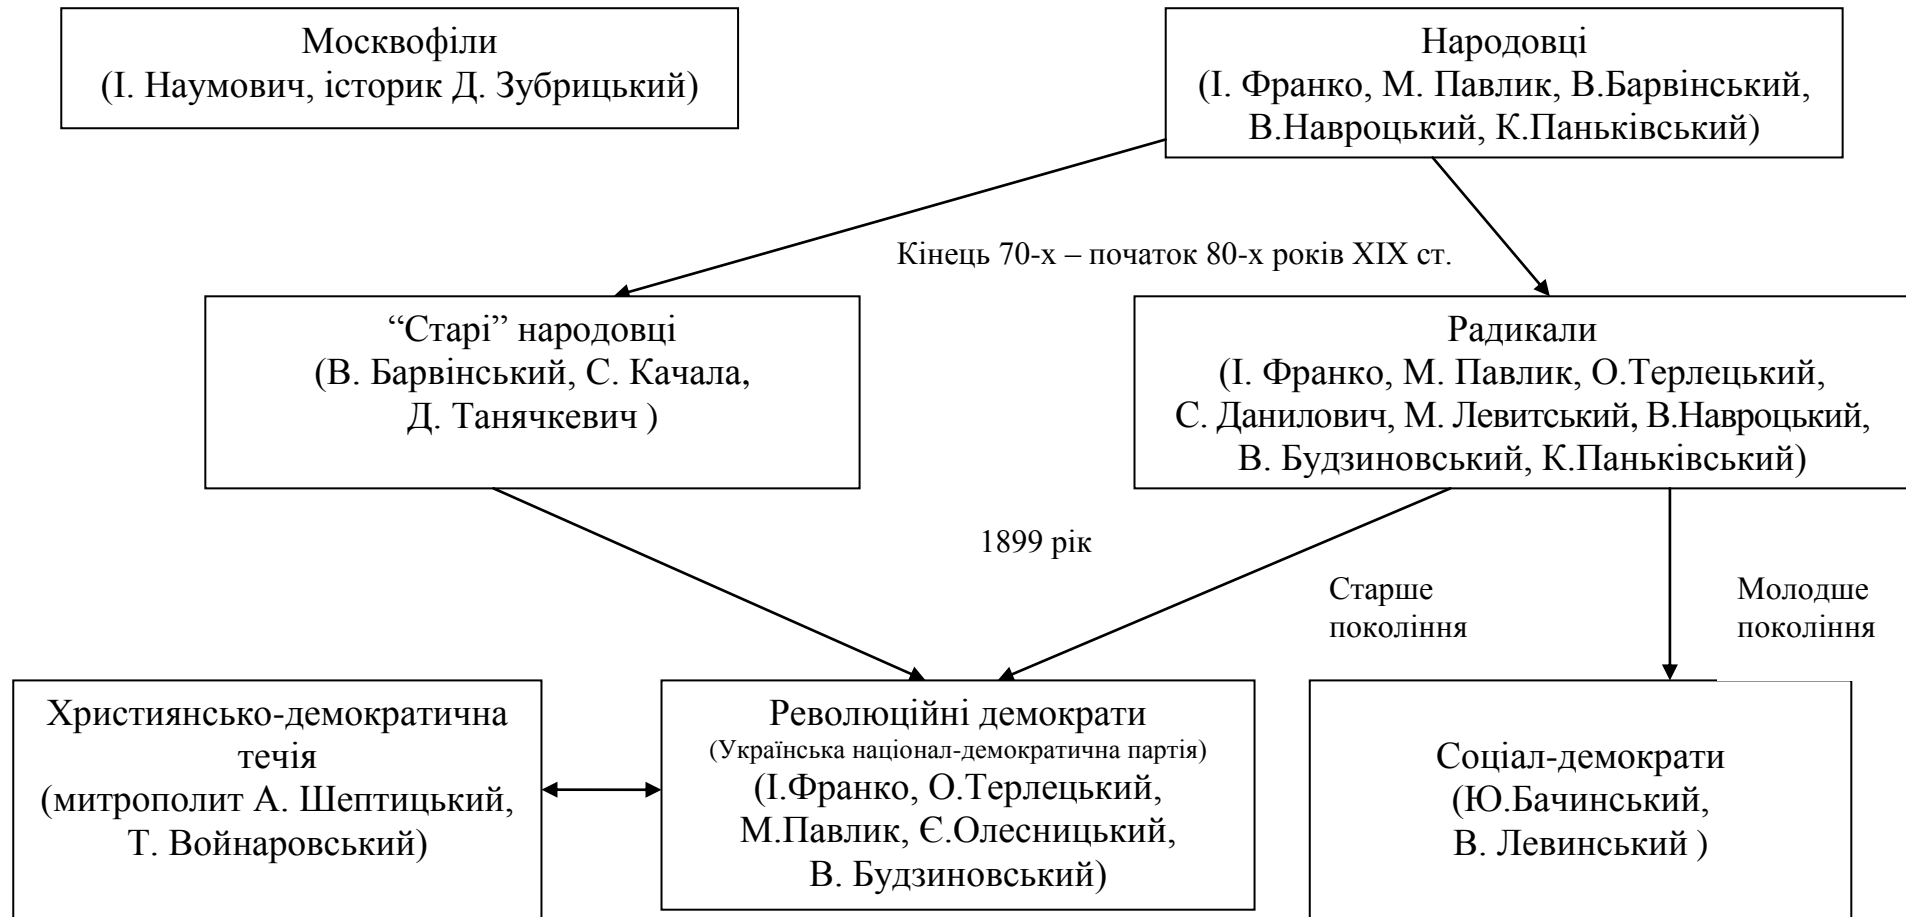 Москвофіли
(І. Наумович, історик Д. Зубрицький)
Народовці
(І. Франко, М. Павлик, В.Барвінський,
В.Навроцький, К.Паньківський)
Кінець 70-х – початок 80-х років XIX ст.
“Старі” народовці
(В. Барвінський, С. Качала,
Д. Танячкевич )
Радикали
(І. Франко, М. Павлик, О.Терлецький,
С. Данилович, М. Левитський, В.Навроцький,
В. Будзиновський, К.Паньківський)
1899 рік
Старше
покоління
Молодше
покоління
Християнсько-демократична
течія
(митрополит А. Шептицький,
Т. Войнаровський)
Революційні демократи
(Українська націонал-демократична партія)
(І.Франко, О.Терлецький,
М.Павлик, Є.Олесницький,
В. Будзиновський)
Соціал-демократи
(Ю.Бачинський,
В. Левинський )